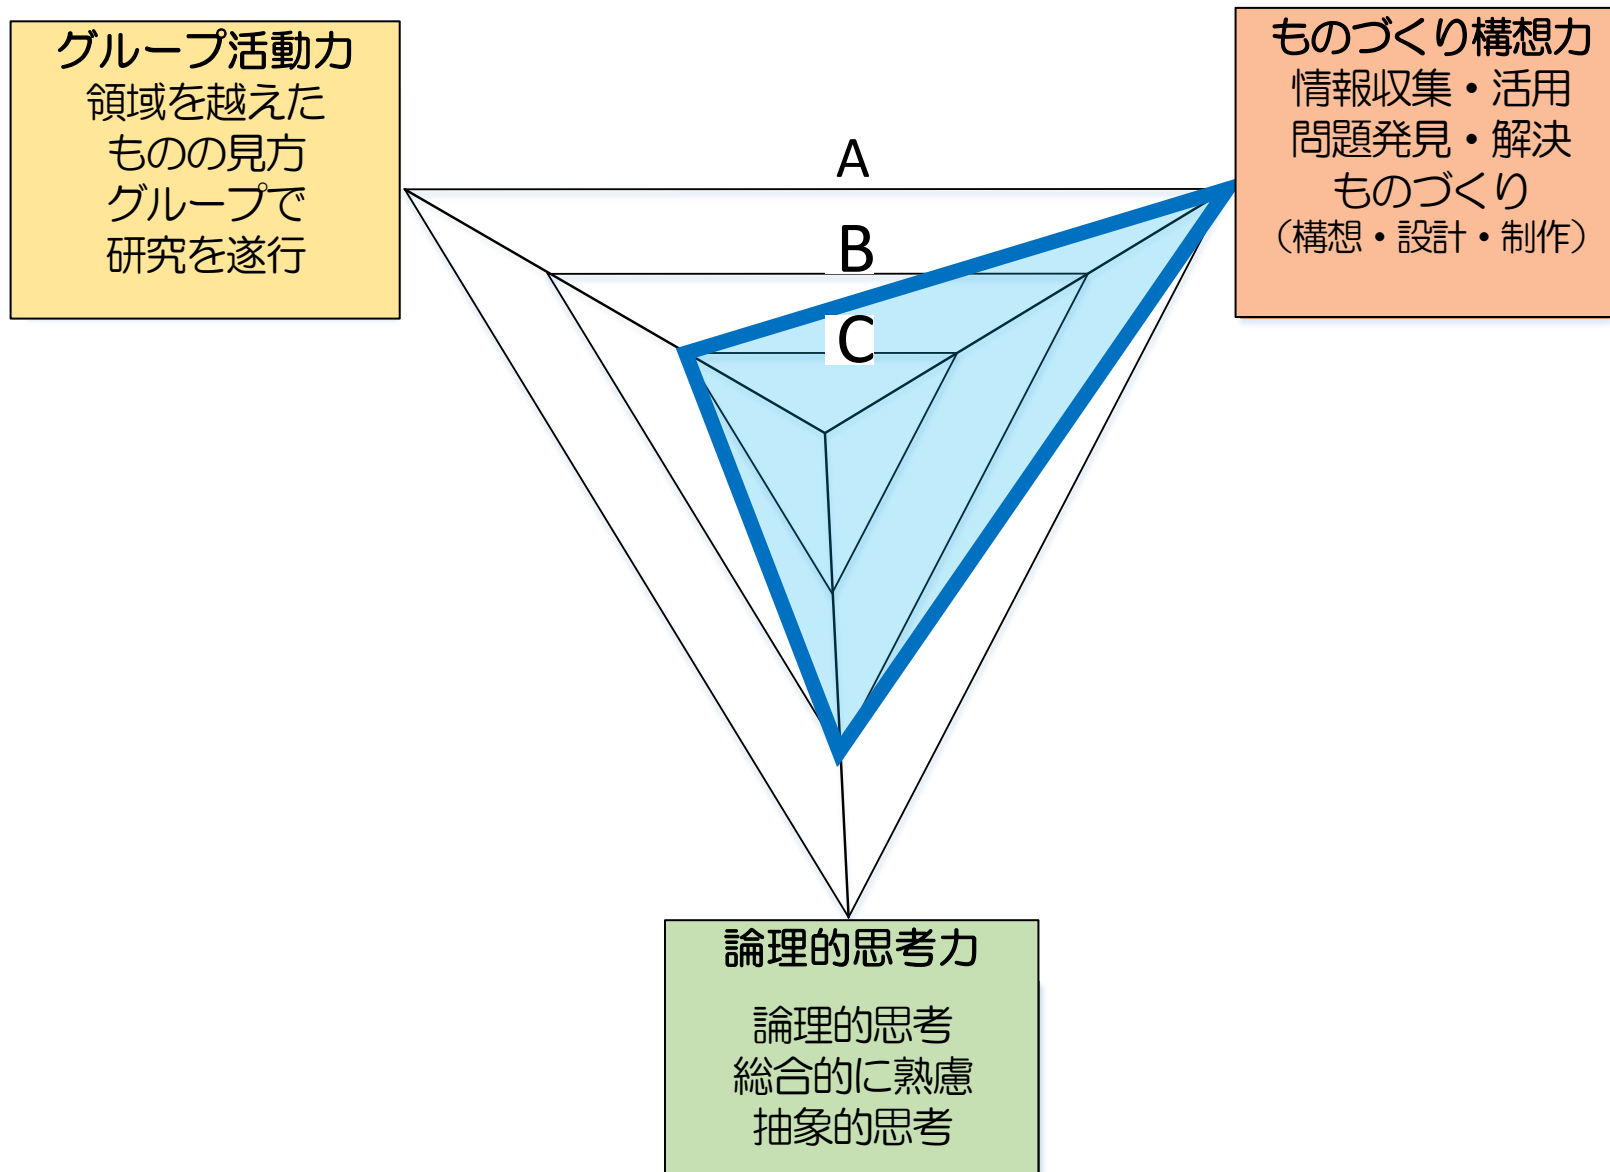 グループ活動力
領域を越えた
ものの見方
グループで
研究を遂行
ものづくり構想力
情報収集・活用
問題発見・解決
ものづくり
（構想・設計・制作）
A
B
C
論理的思考力
論理的思考
総合的に熟慮
抽象的思考